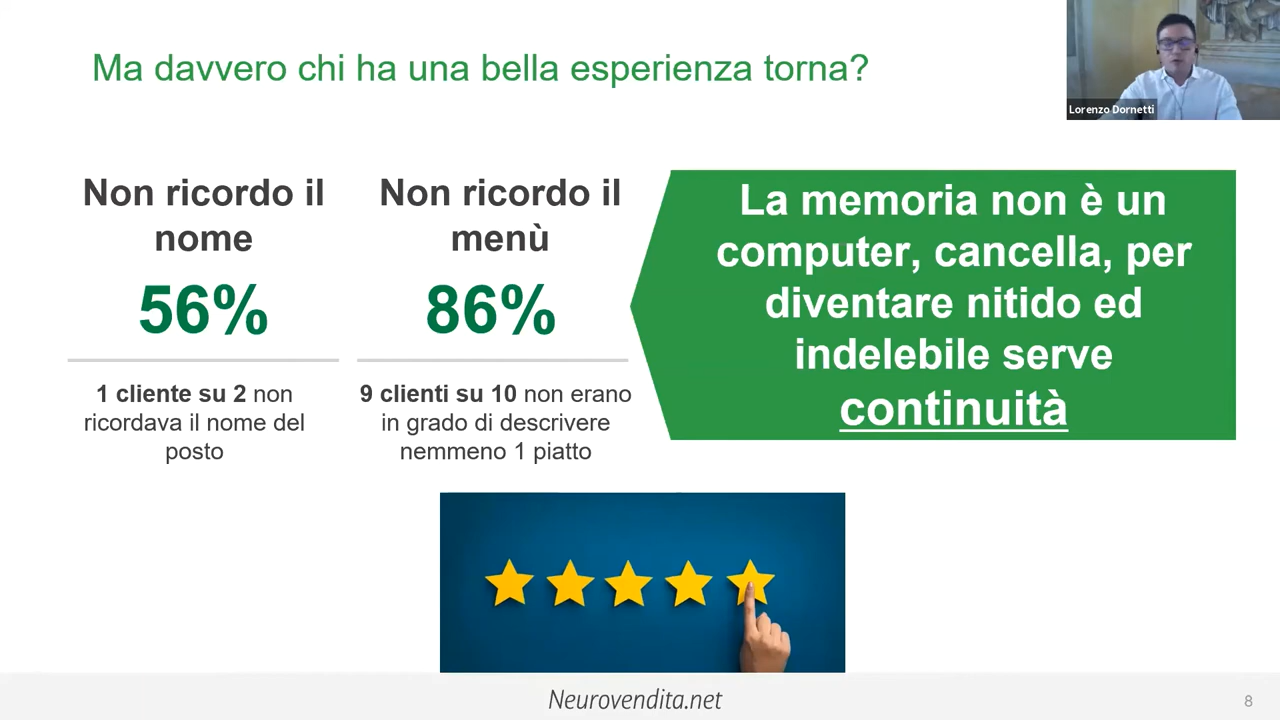 Ma davvero chi ha una bella esperienza torna?
Lorenzo Dornetti
Non ricordo il
nome
56%
1 cliente su 2 non
ricordava il nome del
posto
Non ricordo il
menù
86%
9 clienti su 10 non erano
in grado di descrivere
nemmeno 1 piatto
La memoria non è un
computer, cancella, per
diventare nitido ed
indelebile serve
continuità
Neurovendita.net
8